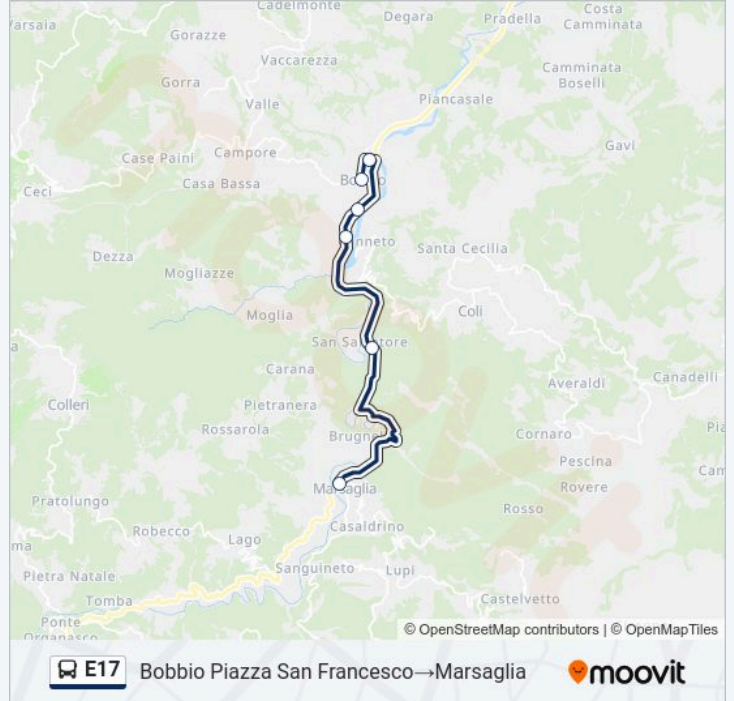 Cadelmonte
Degara
Pradella
Costa
Camminata
Gorazze
Vaccarezza
Camminata
Boselli
Gorra
Valle
Piancasale
Gavi
Case Paini
Campore
Casa Bassa
Ceci
Santa Cecilia
Dezza
Mogliazze
Moglia
Coli
Carana
Averaldi
Canadelli
Colleri
Pietranera
Rossarola
Cornaro
Pescina
Rovere
Pratolungo
Rosso
Robecco
Casaldrino
Lago
Sanguineto
Lupi
Pietra Natale
Tomba
Castelvetto
Ponte
© OpenStreetMap contributors | © OpenMapTiles
E17
Bobbio Piazza San Francesco→Marsaglia
moovit